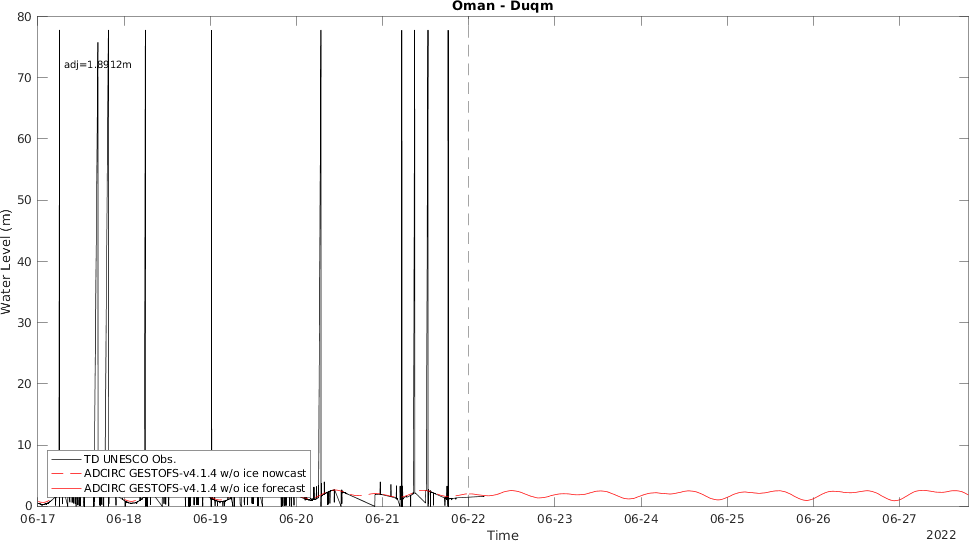 Oman - Duqm
80
adj=1.8912m
70
60
50
40
30
20
10
0
Water Level (m)
TD UNESCO Obs.
ADCIRC GESTOFS-v4.1.4 w/o ice nowcast
ADCIRC GESTOFS-v4.1.4 w/o ice forecast
06-17 06-18 06-19 06-20 06-21 06-22 06-23 06-24 06-25 06-26 06-27
Time
2022